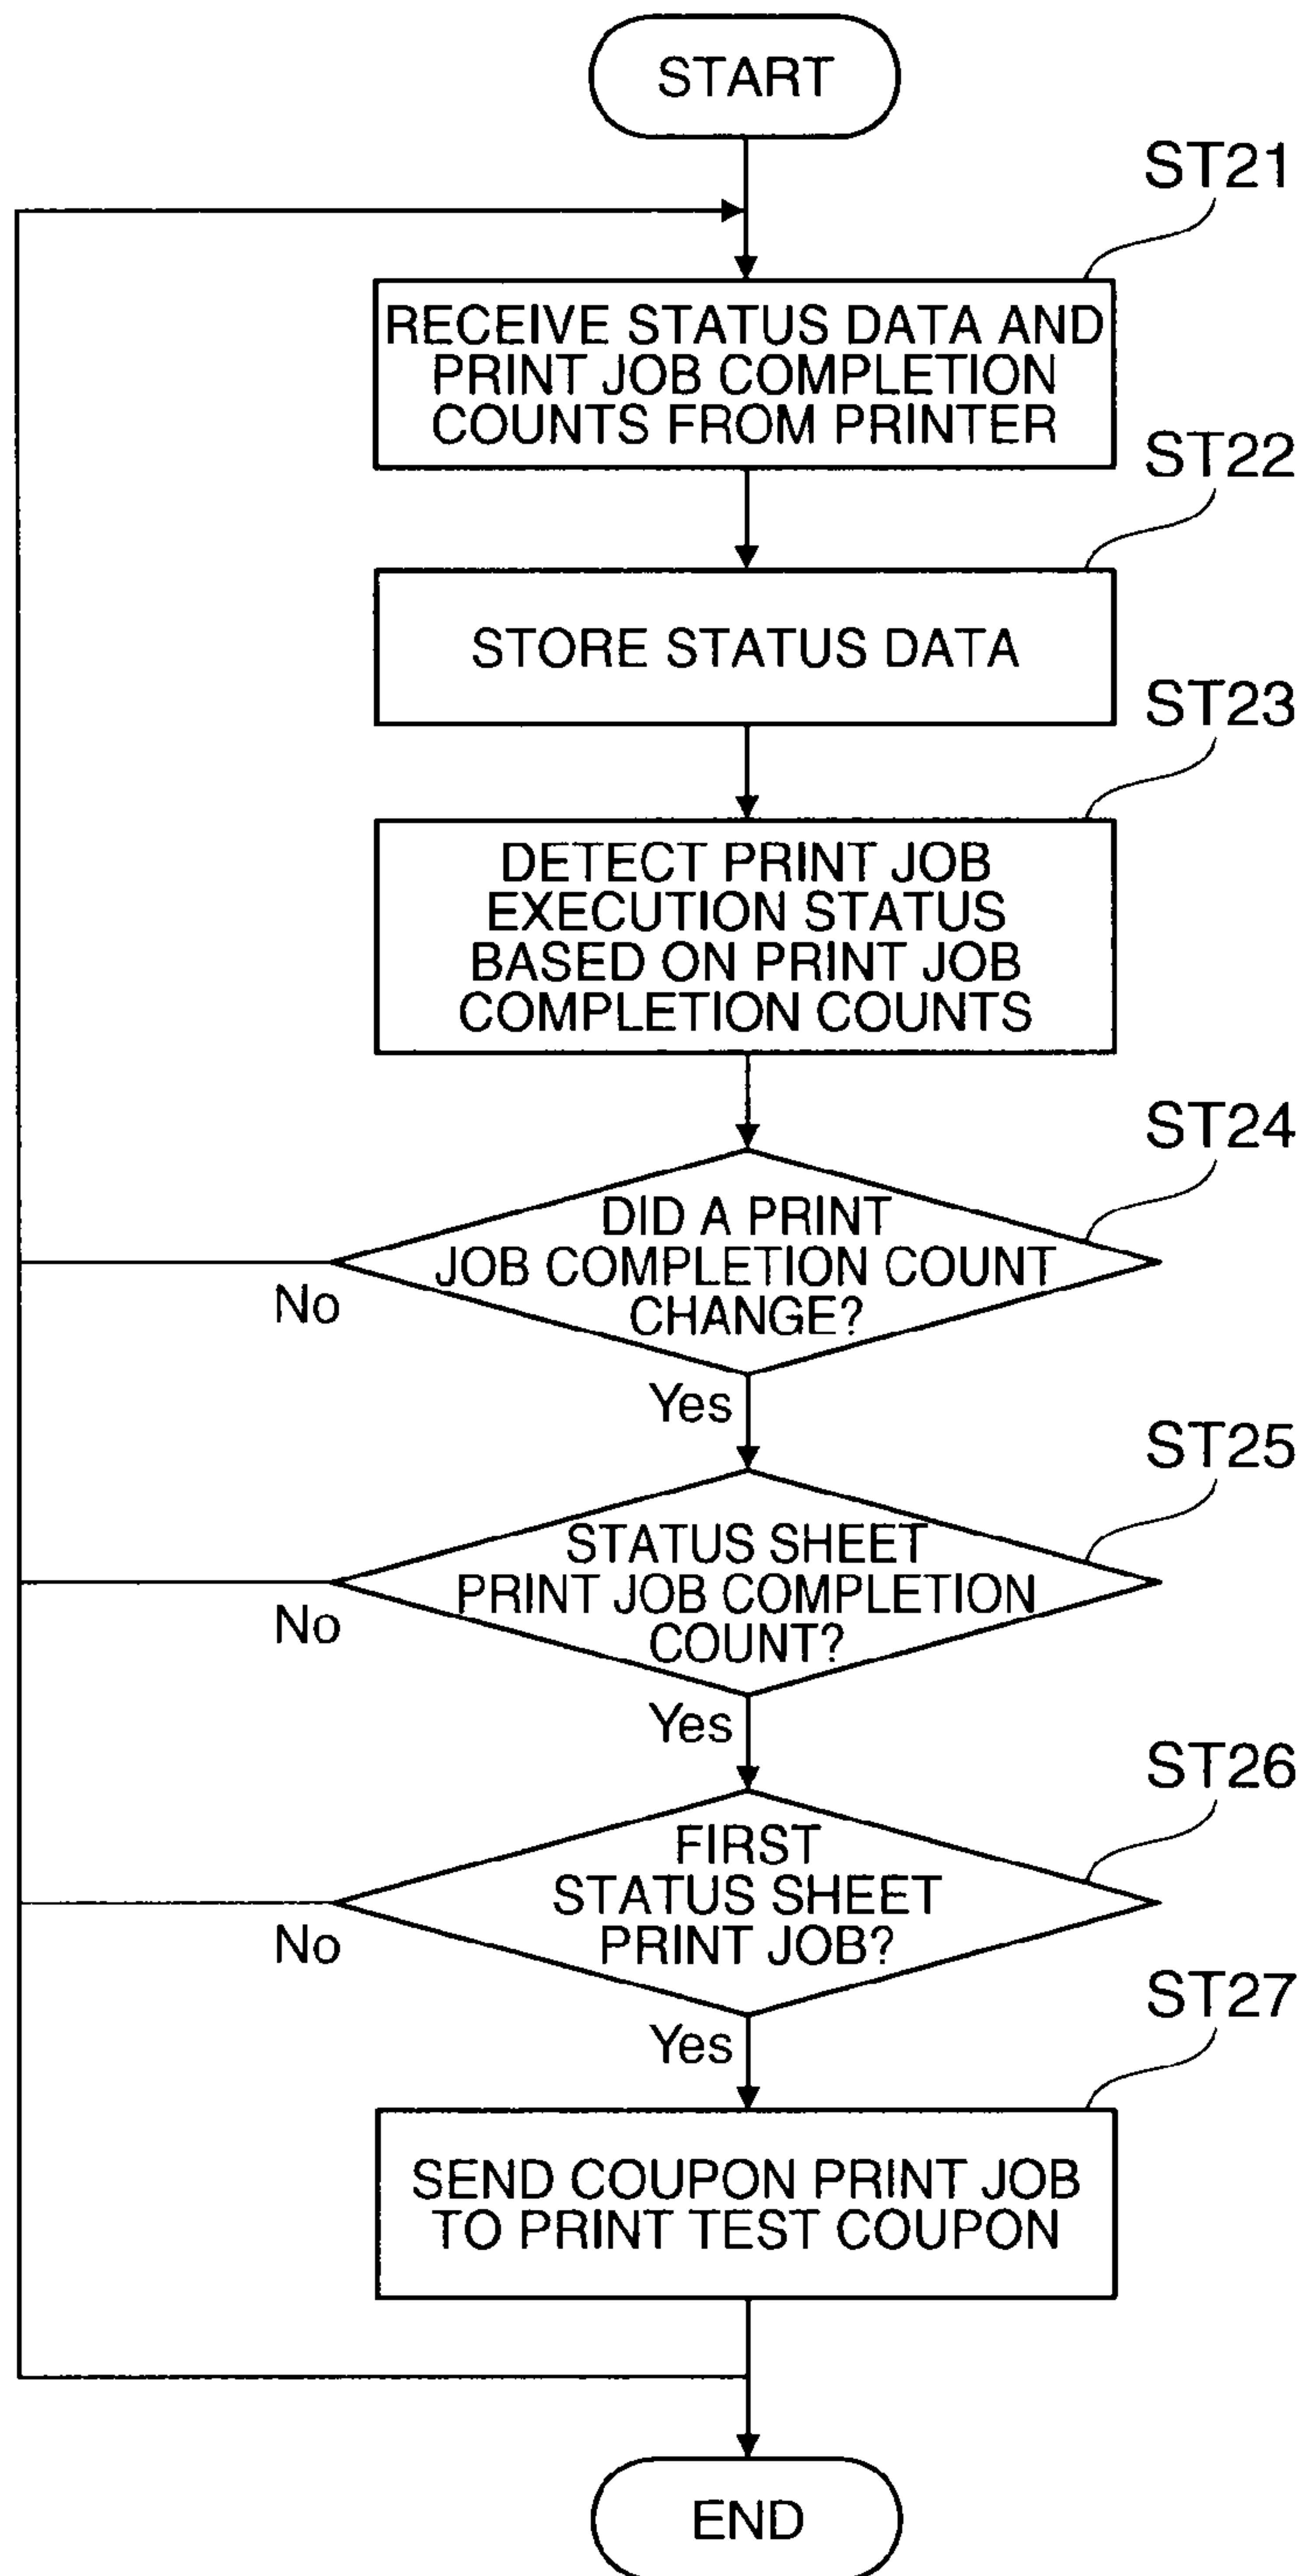 START
ST21
RECEIVE STATUS DATA AND
PRINT JOB COMPLETION
COUNTS FROM PRINTER
ST22
STORE STATUS DATA
ST23
DETECT PRINT JOB
EXECUTION STATUS
BASED ON PRINT JOB
COMPLETION COUNTS
ST24
DID A PRINT
JOB COMPLETION COUNT
CHANGE?
No
Yes
ST25
STATUS SHEET
PRINT JOB COMPLETION
COUNT?
No
Yes
ST26
FIRST
STATUS SHEET
PRINT JOB?
No
Yes
ST27
SEND COUPON PRINT JOB
TO PRINT TEST COUPON
END